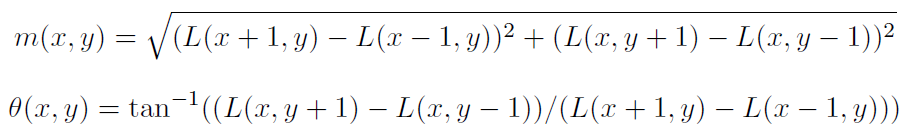 m(x, y) = √((L(x + 1, y) − L(x − 1, y))² + (L(x, y + 1) − L(x, y − 1))²)
θ(x, y) = tan⁻¹((L(x, y + 1) − L(x, y − 1))/(L(x + 1, y) − L(x − 1, y)))